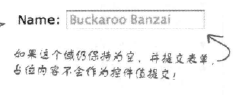 Name: Buckaroo Banzai
如果这个域仍保持为空，并提交表单，
占位内容不会作为控件值提交！